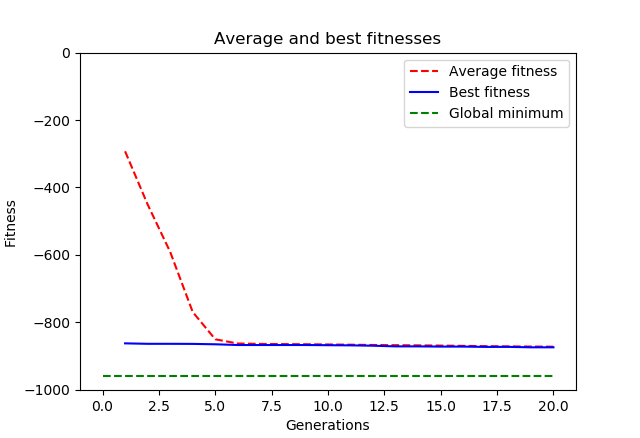 Average and best fitnesses
Average fitness
Best fitness
Global minimum
Fitness
0
−200
−400
−600
−800
−1000
0.0 2.5 5.0 7.5 10.0 12.5 15.0 17.5 20.0
Generations